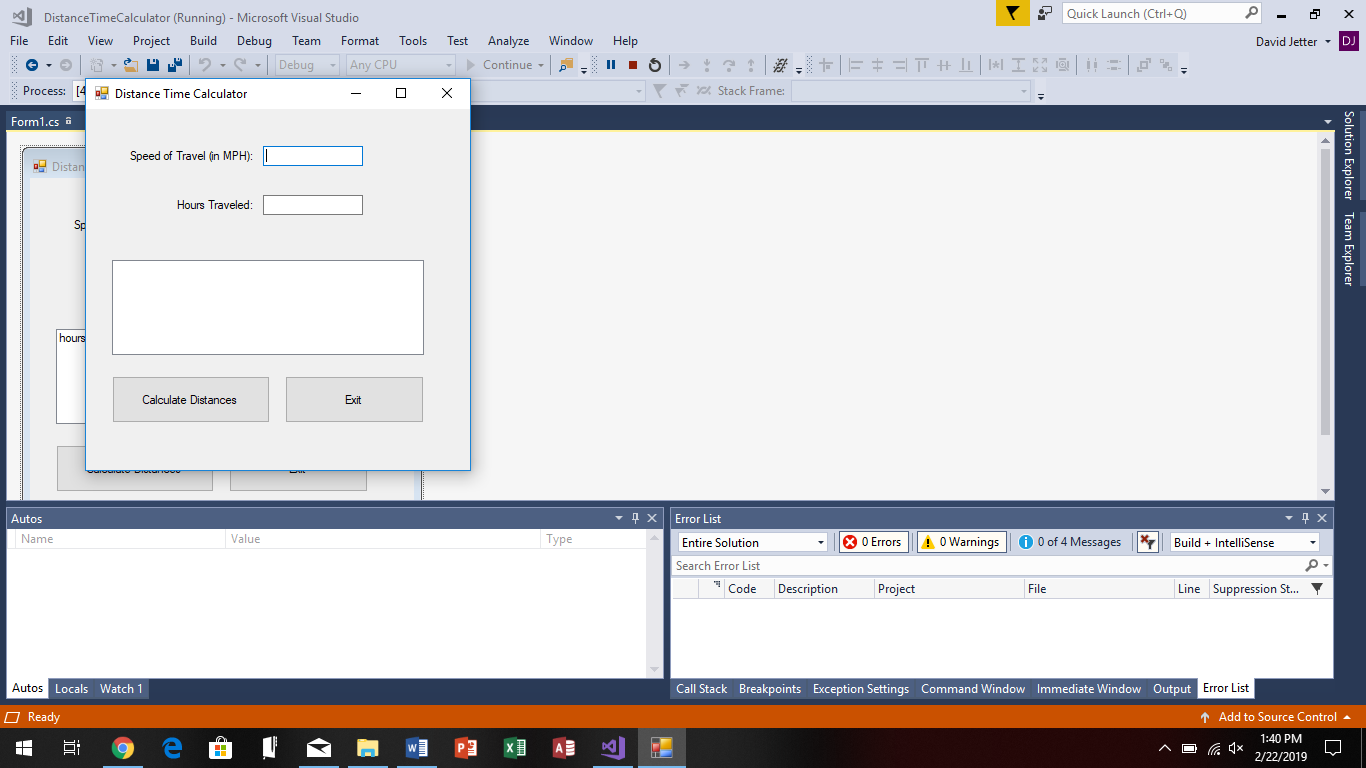 DistanceTimeCalculator (Running) - Microsoft Visual Studio
Quick Launch (Ctrl+Q)
File Edit View Project Build Debug Team Format Tools Test Analyze Window Help
David Jetter DJ
Debug Any CPU Continue
Process: [4 Stack Frame:
Distance Time Calculator
Form1.cs
Solution Explorer
Team Explorer
Distan
Speed of Travel (in MPH):
Hours Traveled:
Sp
hours
Calculate Distances Exit
Autos
Name Value Type
Autos Locals Watch 1
Error List
Entire Solution 0 Errors 0 Warnings 0 of 4 Messages Build + IntelliSense
Search Error List
Code Description Project File Line Suppression St...
Call Stack Breakpoints Exception Settings Command Window Immediate Window Output Error List
Ready
Add to Source Control
1:40 PM
2/22/2019